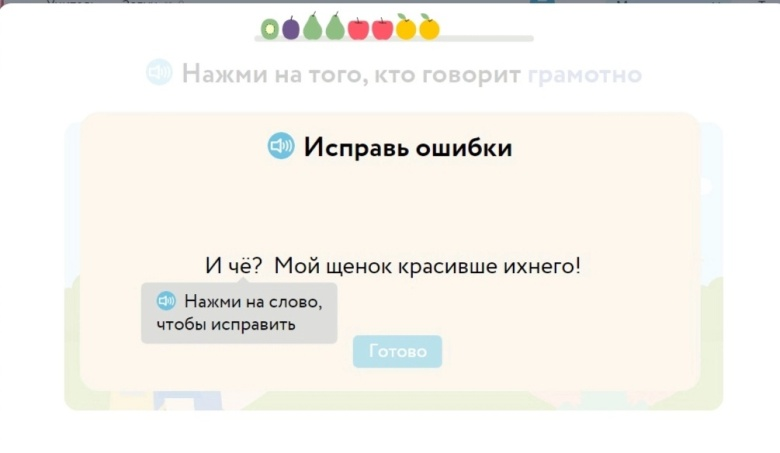 Нажми на того, кто говорит грамотно
Исправь ошибки
И чё? Мой щенок красивше ихнего!
Нажми на слово,
чтобы исправить
Готово